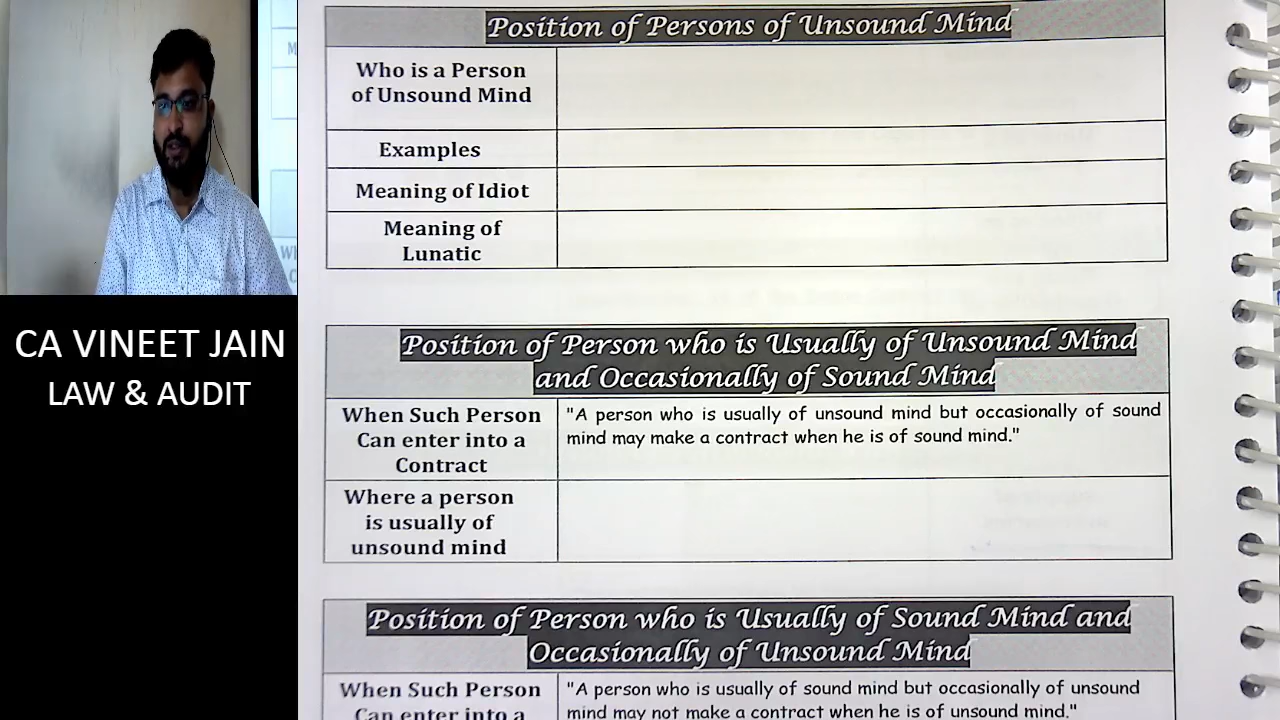 CA VINEET JAIN
LAW & AUDIT
Position of Persons of Unsound Mind
Who is a Person
of Unsound Mind
Examples
Meaning of Idiot
Meaning of
Lunatic
Position of Person who is Usually of Unsound Mind
and Occasionally of Sound Mind
When Such Person
Can enter into a
Contract
"A person who is usually of unsound mind but occasionally of sound
mind may make a contract when he is of sound mind."
Where a person
is usually of
unsound mind
Position of Person who is Usually of Sound Mind and
Occasionally of Unsound Mind
When Such Person
Can enter into a
"A person who is usually of sound mind but occasionally of unsound
mind may not make a contract when he is of unsound mind."